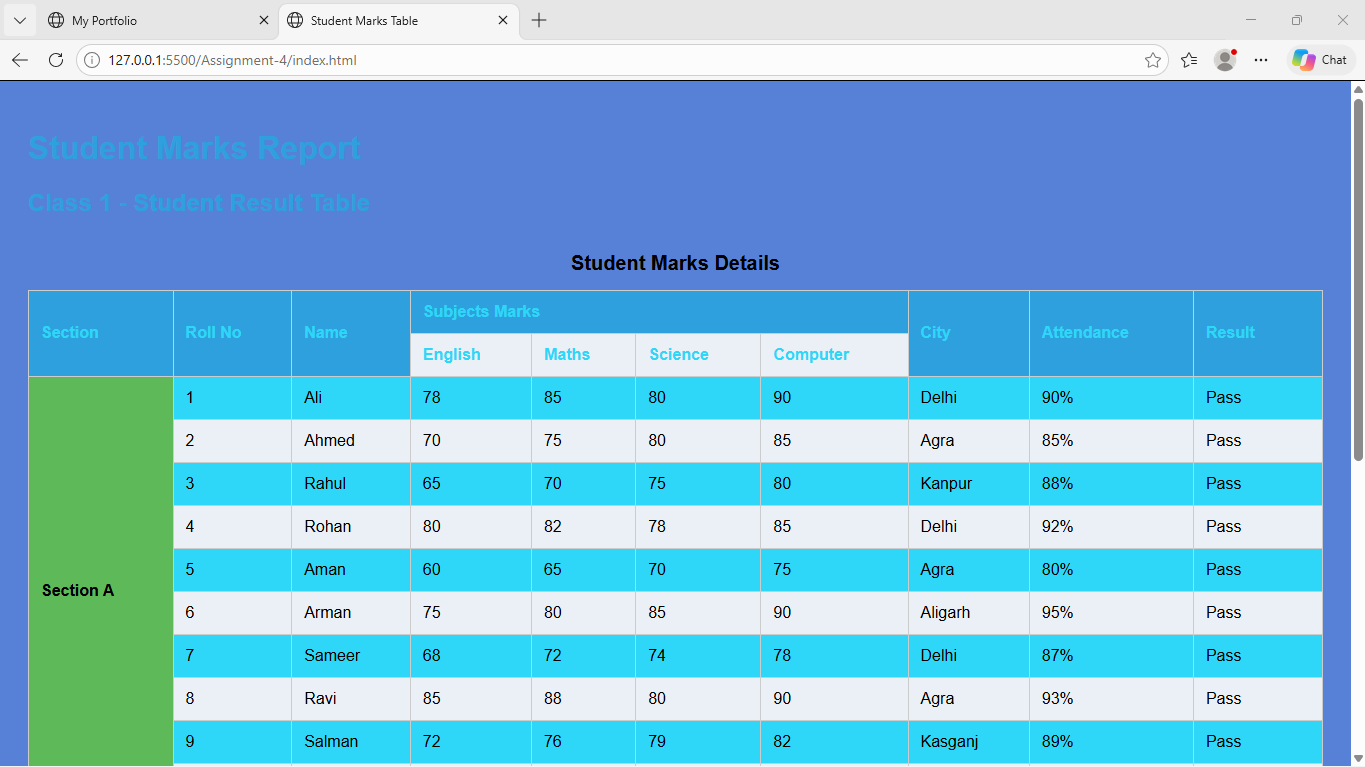 My Portfolio
Student Marks Table
127.0.0.1:5500/Assignment-4/index.html
Chat
Student Marks Report
Class 1 - Student Result Table
Student Marks Details
Section Roll No Name Subjects Marks City Attendance Result
English Maths Science Computer
Section A
1 Ali 78 85 80 90 Delhi 90% Pass
2 Ahmed 70 75 80 85 Agra 85% Pass
3 Rahul 65 70 75 80 Kanpur 88% Pass
4 Rohan 80 82 78 85 Delhi 92% Pass
5 Aman 60 65 70 75 Agra 80% Pass
6 Arman 75 80 85 90 Aligarh 95% Pass
7 Sameer 68 72 74 78 Delhi 87% Pass
8 Ravi 85 88 80 90 Agra 93% Pass
9 Salman 72 76 79 82 Kasganj 89% Pass